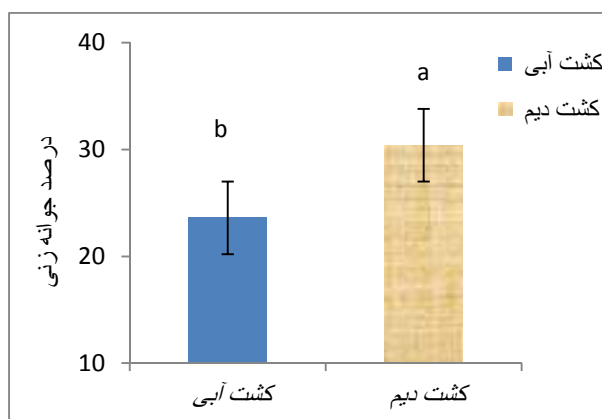 درصد جوانه زنی
40
30
20
10
b
a
کشت آبی
کشت دیم
کشت آبی
کشت دیم